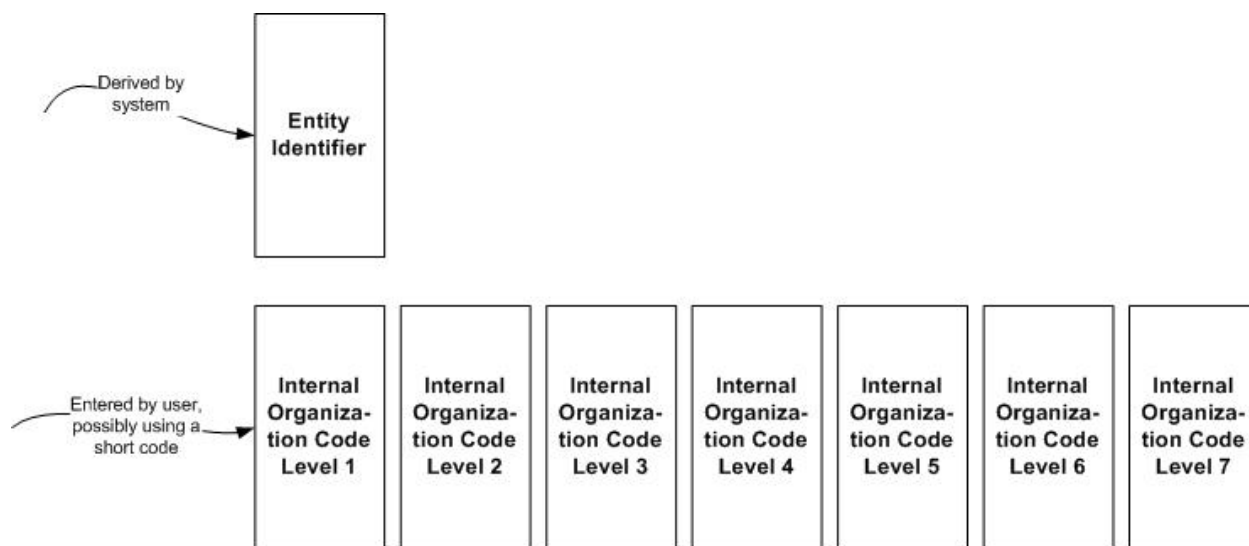 Derived by
system
Entity
Identifier
Entered by user,
possibly using a
short code
Internal
Organiza-
tion Code
Level 1
Internal
Organiza-
tion Code
Level 2
Internal
Organiza-
tion Code
Level 3
Internal
Organiza-
tion Code
Level 4
Internal
Organiza-
tion Code
Level 5
Internal
Organiza-
tion Code
Level 6
Internal
Organiza-
tion Code
Level 7